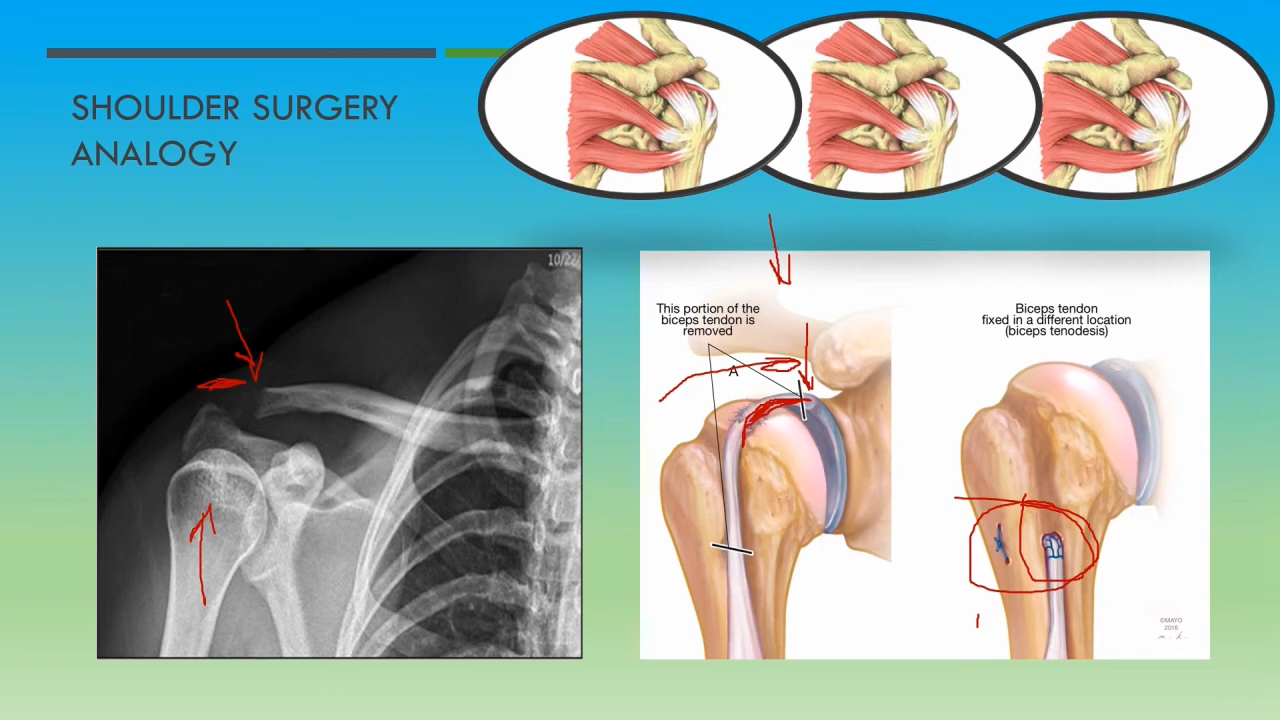 SHOULDER SURGERY
ANALOGY
10/22/
This portion of the
biceps tendon is
removed
A
Biceps tendon
fixed in a different location
(biceps tenodesis)
©MAYO
2016